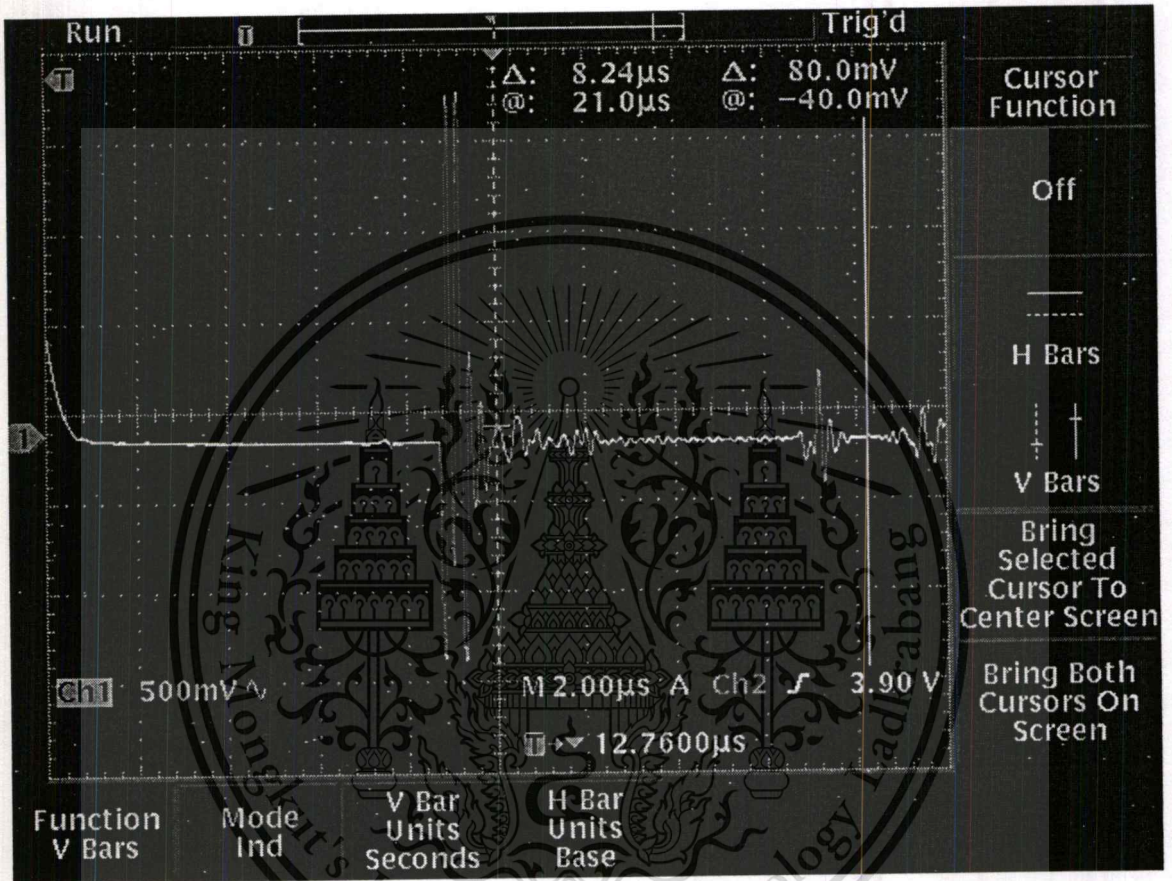 Run
Trig'd
T
T
Δ: 8.24µs
@: 21.0µs
Δ: 80.0mV
@: −40.0mV
1
Ch1 500mV
M 2.00µs A Ch2 3.90 V
T 12.7600µs
Cursor
Function
Off
H Bars
V Bars
Bring
Selected
Cursor To
Center Screen
Bring Both
Cursors On
Screen
Function
V Bars
Mode
Ind
V Bar
Units
Seconds
H Bar
Units
Base
King Mongkut's Technology Ladkrabang